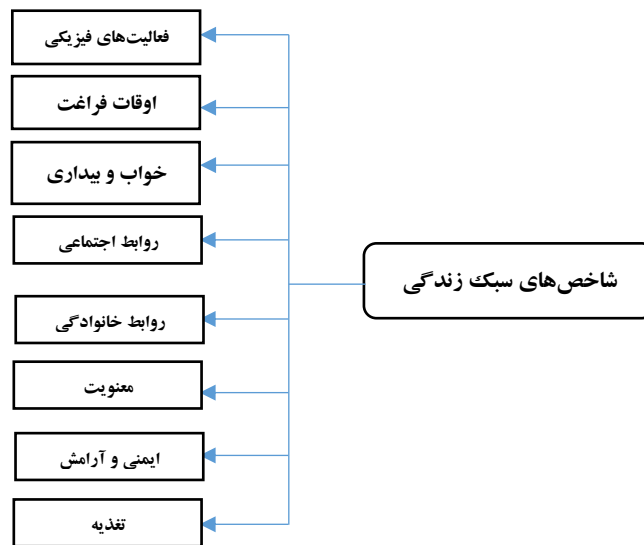 شاخص‌های سبک زندگی
فعالیت‌های فیزیکی
اوقات فراغت
خواب و بیداری
روابط اجتماعی
روابط خانوادگی
معنویت
ایمنی و آرامش
تغذیه